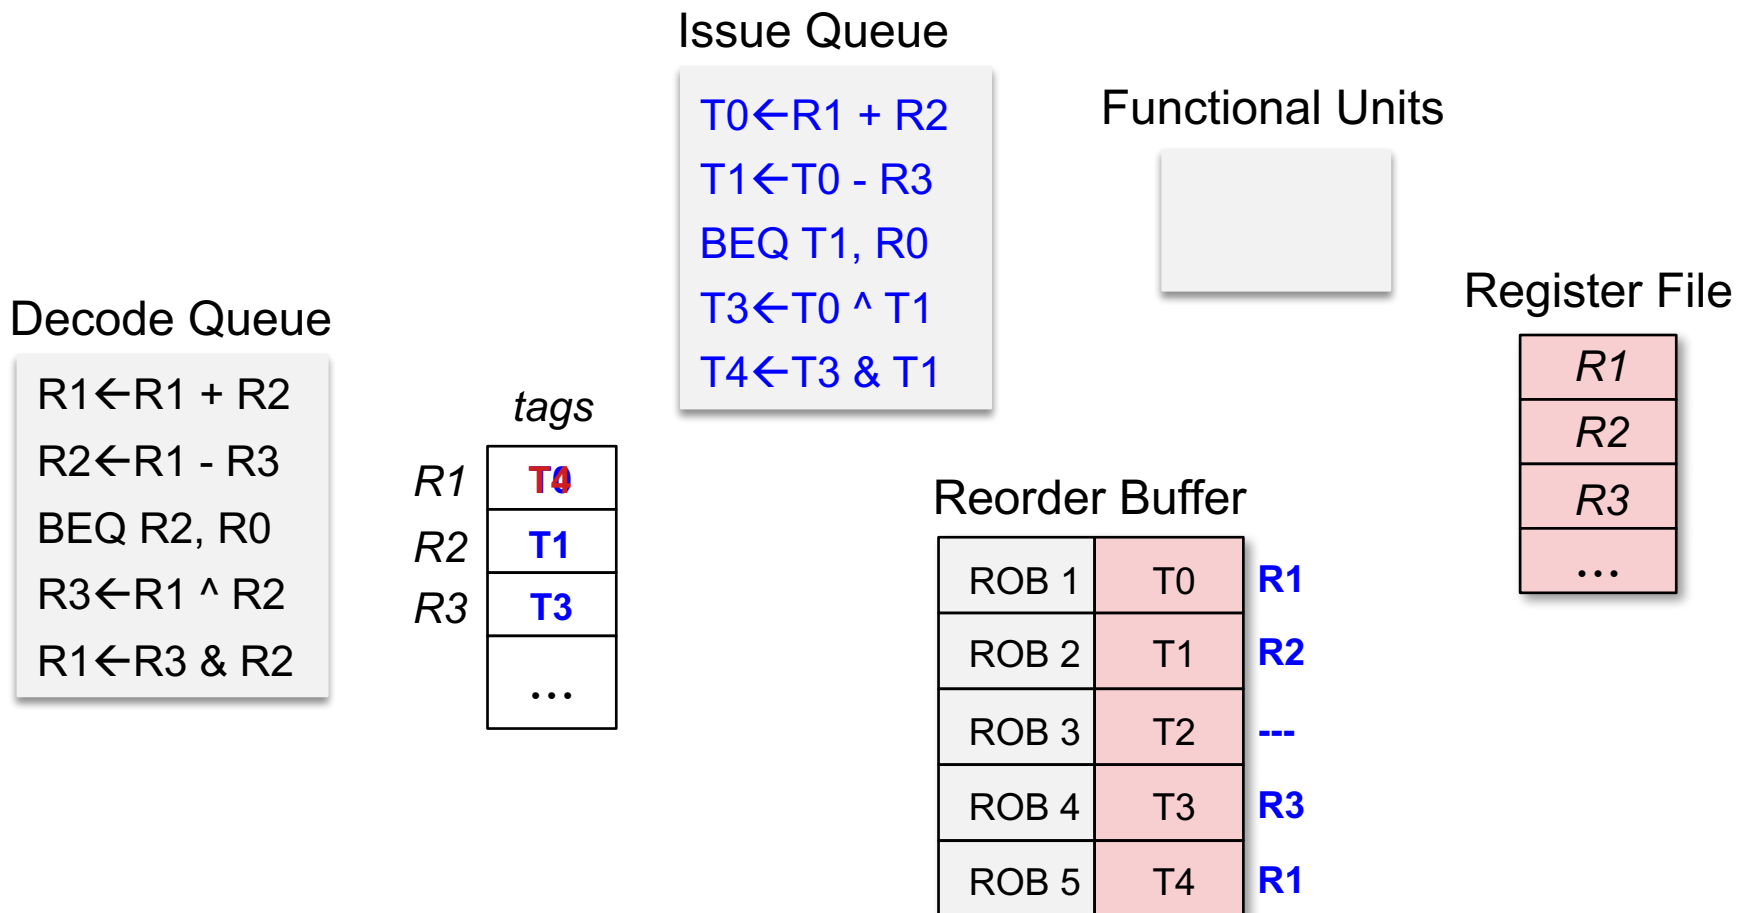 Issue Queue
T0←R1 + R2
T1←T0 - R3
BEQ T1, R0
T3←T0 ^ T1
T4←T3 & T1
Functional Units
Register File
R1
R2
R3
...
Decode Queue
R1←R1 + R2
R2←R1 - R3
BEQ R2, R0
R3←R1 ^ R2
R1←R3 & R2
tags
R1 T0 T4
R2 T1
R3 T3
...
Reorder Buffer
ROB 1 T0 R1
ROB 2 T1 R2
ROB 3 T2 ---
ROB 4 T3 R3
ROB 5 T4 R1